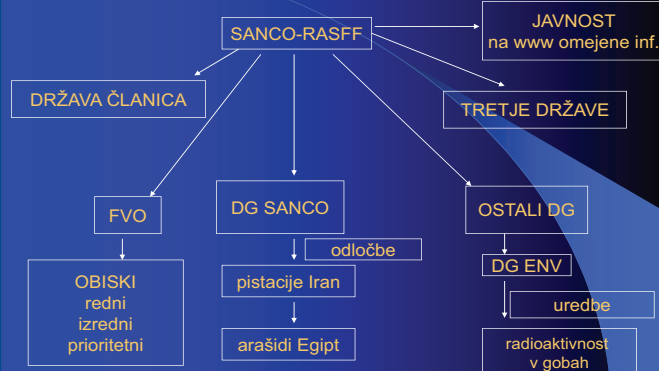 SANCO-RASFF
JAVNOST
na www omejene inf.
DRŽAVA ČLANICA
TRETJE DRŽAVE
FVO
DG SANCO
OSTALI DG
odločbe
DG ENV
OBISKI
redni
izredni
prioritetni
pistacije Iran
uredbe
arašidi Egipt
radioaktivnost
v gobah